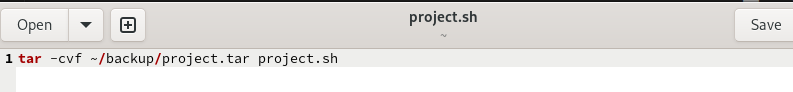 Open
project.sh
~
Save
1 tar -cvf ~/backup/project.tar project.sh